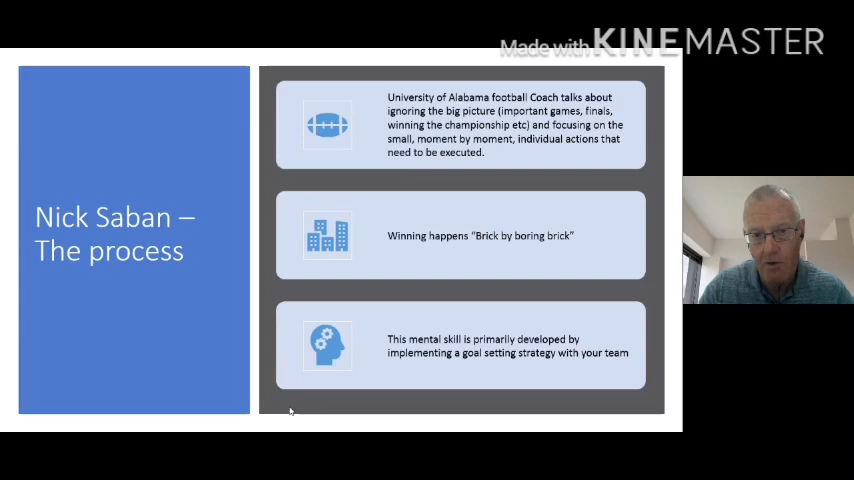 Made with KINEMASTER
University of Alabama football Coach talks about
ignoring the big picture (important games, finals,
winning the championship etc) and focusing on the
small, moment by moment, individual actions that
need to be executed.
Nick Saban –
The process
Winning happens “Brick by boring brick”
This mental skill is primarily developed by
implementing a goal setting strategy with your team